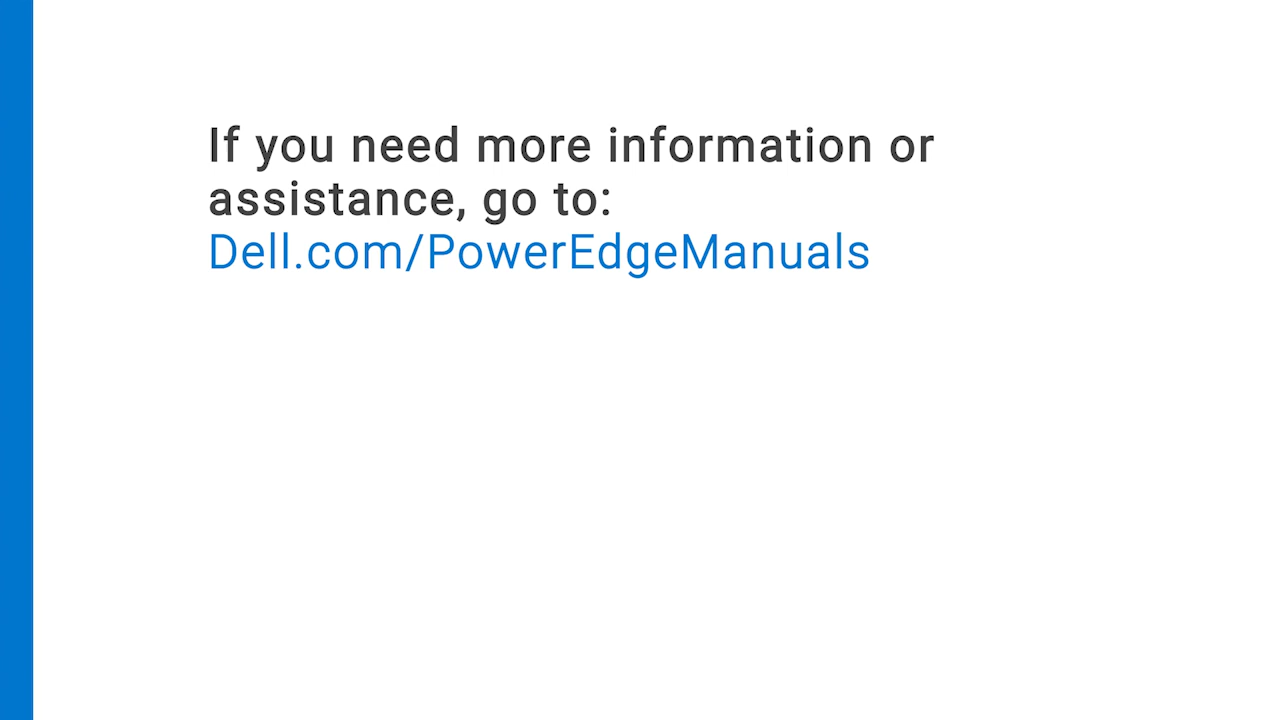 If you need more information or
assistance, go to:
Dell.com/PowerEdgeManuals